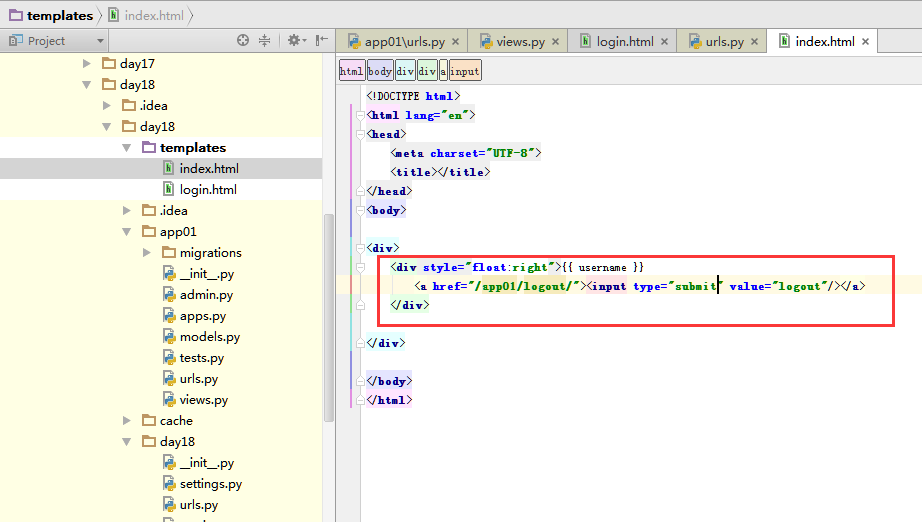 templates index.html
Project
app01\urls.py views.py login.html urls.py index.html
day17
day18
.idea
day18
templates
index.html
login.html
.idea
app01
migrations
__init__.py
admin.py
apps.py
models.py
tests.py
urls.py
views.py
cache
day18
__init__.py
settings.py
urls.py
html body div div a input
<!DOCTYPE html>
<html lang="en">
<head>
<meta charset="UTF-8">
<title></title>
</head>
<body>
<div>
<div style="float:right">{{ username }}
<a href="/app01/logout/"><input type="submit" value="logout"/></a>
</div>
</div>
</body>
</html>